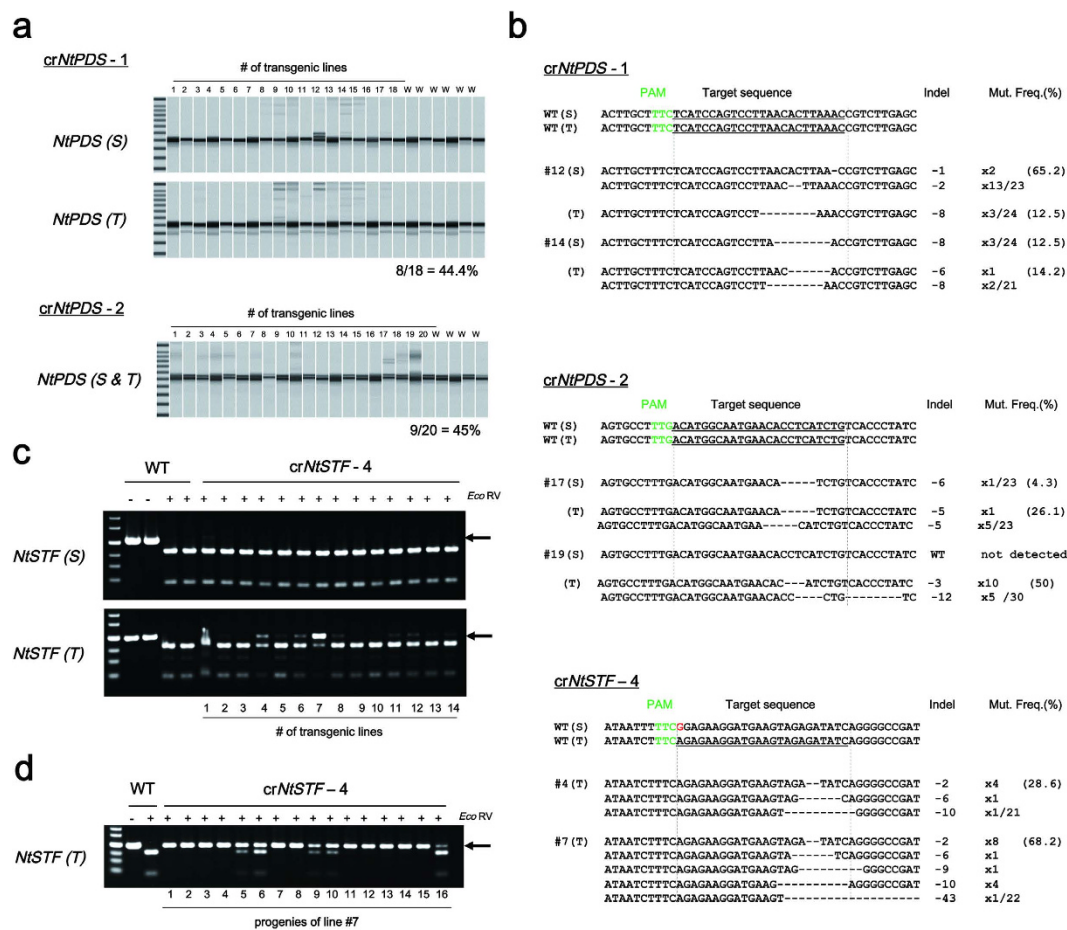 a
crNtPDS - 1
# of transgenic lines
1 2 3 4 5 6 7 8 9 10 11 12 13 14 15 16 17 18 W W W W W
NtPDS (S)
NtPDS (T)
8/18 = 44.4%
crNtPDS - 2
# of transgenic lines
1 2 3 4 5 6 7 8 9 10 11 12 13 14 15 16 17 18 19 20 W W W W
NtPDS (S & T)
9/20 = 45%
c
WT
crNtSTF - 4
- - + + + + + + + + + + + + + + + + Eco RV
NtSTF (S)
NtSTF (T)
1 2 3 4 5 6 7 8 9 10 11 12 13 14
# of transgenic lines
d
WT
crNtSTF – 4
- + + + + + + + + + + + + + + + + + Eco RV
NtSTF (T)
1 2 3 4 5 6 7 8 9 10 11 12 13 14 15 16
progenies of line #7
b
crNtPDS - 1
PAM Target sequence Indel Mut. Freq.(%)
WT(S) ACTTGCTTTCTCATCCAGTCCTTAACACTTAAACCGTCTTGAGC
WT(T) ACTTGCTTTCTCATCCAGTCCTTAACACTTAAACCGTCTTGAGC
#12(S) ACTTGCTTTCTCATCCAGTCCTTAACACTTAA-CCGTCTTGAGC -1 x2 (65.2)
ACTTGCTTTCTCATCCAGTCCTTAAC--TTAAACCGTCTTGAGC -2 x13/23
(T) ACTTGCTTTCTCATCCAGTCCT--------AAACCGTCTTGAGC -8 x3/24 (12.5)
#14(S) ACTTGCTTTCTCATCCAGTCCTTA--------ACCGTCTTGAGC -8 x3/24 (12.5)
(T) ACTTGCTTTCTCATCCAGTCCTTAAC------ACCGTCTTGAGC -6 x1 (14.2)
ACTTGCTTTCTCATCCAGTCCTT--------AACCGTCTTGAGC -8 x2/21
crNtPDS - 2
PAM Target sequence Indel Mut. Freq.(%)
WT(S) AGTGCCTTTGACATGGCAATGAACACCTCATCTGTCACCCTATC
WT(T) AGTGCCTTTGACATGGCAATGAACACCTCATCTGTCACCCTATC
#17(S) AGTGCCTTTGACATGGCAATGAACA-----TCTGTCACCCTATC -6 x1/23 (4.3)
(T) AGTGCCTTTGACATGGCAATGAACA-----TCTGTCACCCTATC -5 x1 (26.1)
AGTGCCTTTGACATGGCAATGAA-----CATCTGTCACCCTATC -5 x5/23
#19(S) AGTGCCTTTGACATGGCAATGAACACCTCATCTGTCACCCTATC WT not detected
(T) AGTGCCTTTGACATGGCAATGAACAC---ATCTGTCACCCTATC -3 x10 (50)
AGTGCCTTTGACATGGCAATGAACACC---CTG---------TC -12 x5 /30
crNtSTF – 4
PAM Target sequence Indel Mut. Freq.(%)
WT(S) ATAATTTTTCGGAGAAGGATGAAGTAGAGATATCAGGGGCCGAT
WT(T) ATAATCTTTCAGAGAAGGATGAAGTAGAGATATCAGGGGCCGAT
#4(T) ATAATCTTTCAGAGAAGGATGAAGTAGA--TATCAGGGGCCGAT -2 x4 (28.6)
ATAATCTTTCAGAGAAGGATGAAGTAG------CAGGGGCCGAT -6 x1
ATAATCTTTCAGAGAAGGATGAAGTAG----------GGGCCGAT -10 x1/21
#7(T) ATAATCTTTCAGAGAAGGATGAAGTAGA--TATCAGGGGCCGAT -2 x8 (68.2)
ATAATCTTTCAGAGAAGGATGAAGTA------TCAGGGGCCGAT -6 x1
ATAATCTTTCAGAGAAGGATGAAGTAG---------GGGCCGAT -9 x1
ATAATCTTTCAGAGAAGGATGAAG----------AGGGGCCGAT -10 x4
ATAATCTTTCAGAGAAGGATGAAGT------------------- -43 x1/22